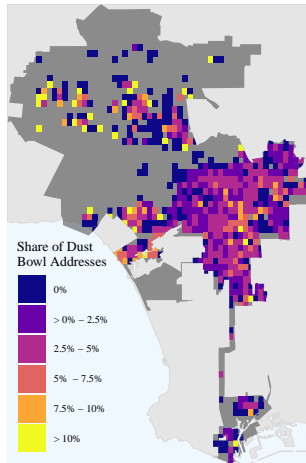 Share of Dust
Bowl Addresses
0%
> 0% – 2.5%
2.5% – 5%
5% – 7.5%
7.5% – 10%
> 10%